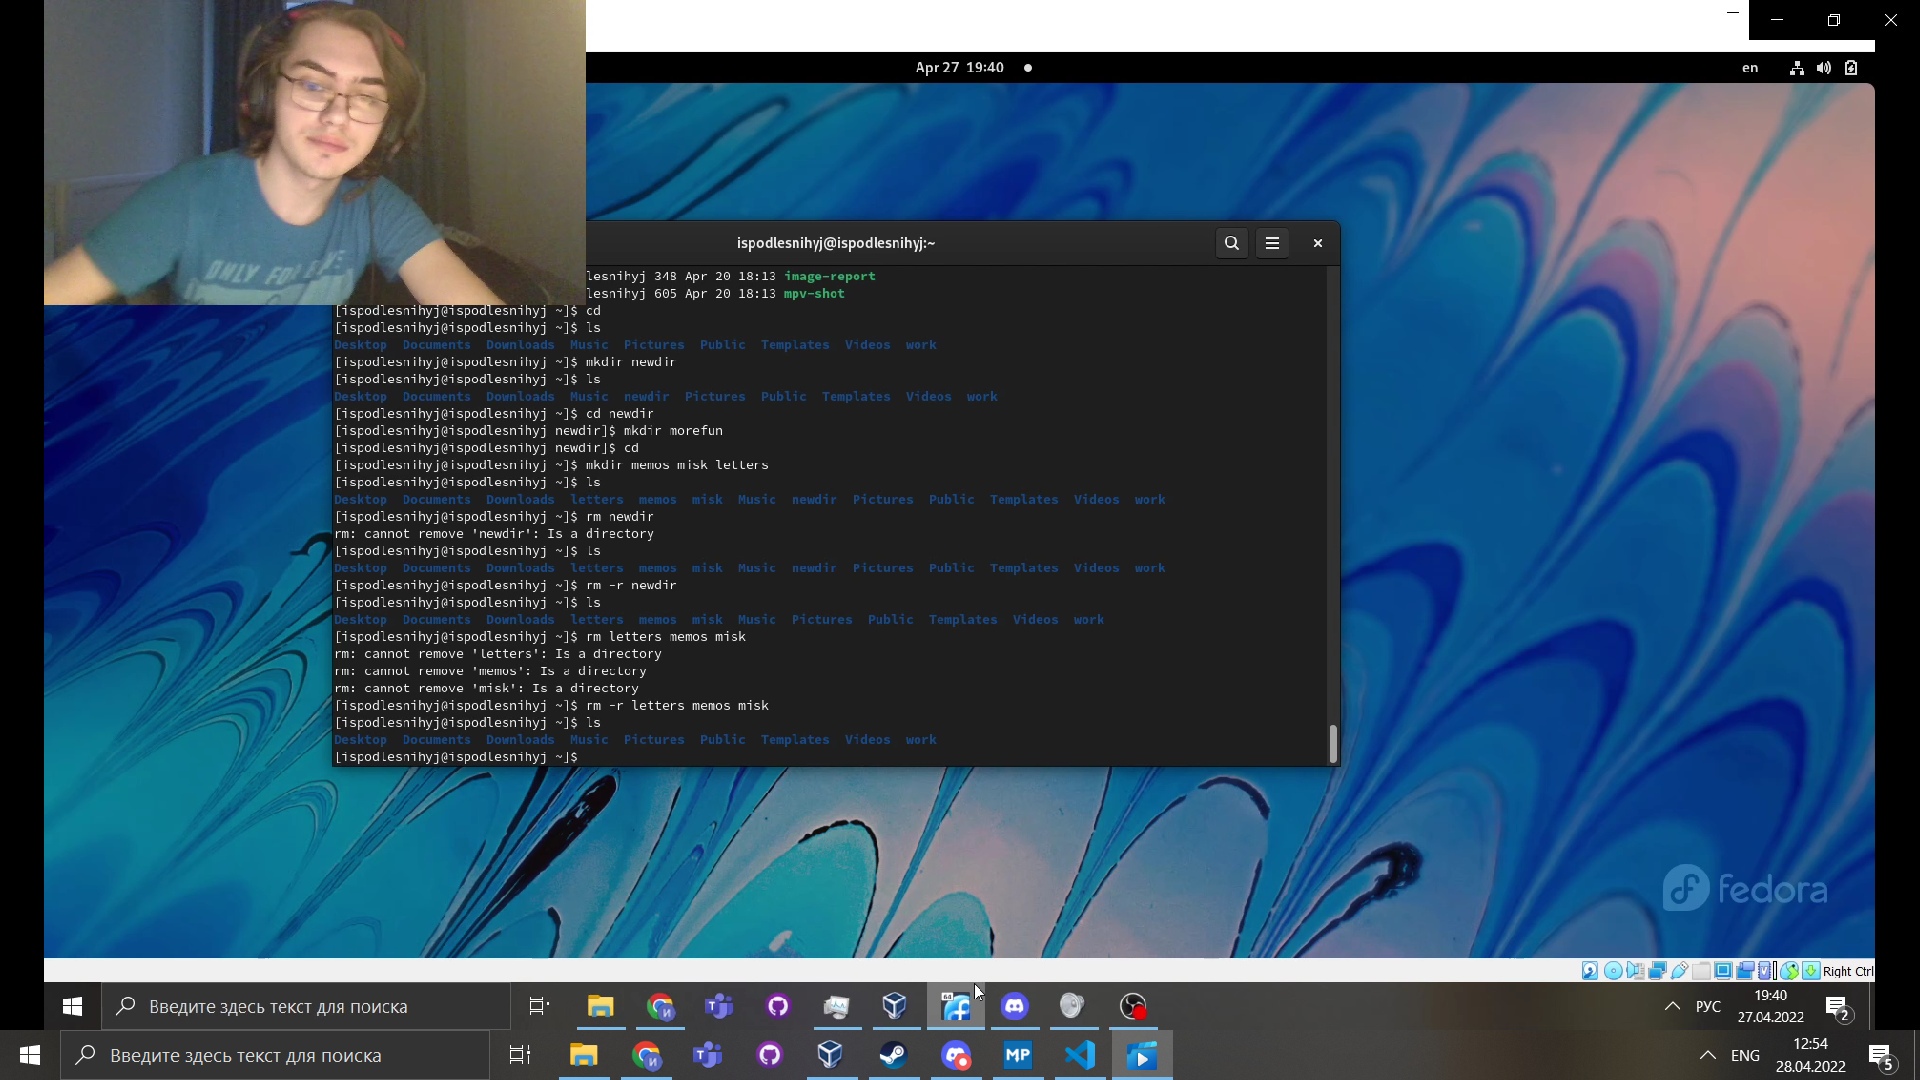 Apr 27 19:40
en
ispodlesnihyj@ispodlesnihyj:~
ONLY FOR
lesnihyj 348 Apr 20 18:13 image-report
lesnihyj 605 Apr 20 18:13 mpv-shot
[ispodlesnihyj@ispodlesnihyj ~]$ cd
[ispodlesnihyj@ispodlesnihyj ~]$ ls
Desktop Documents Downloads Music Pictures Public Templates Videos work
[ispodlesnihyj@ispodlesnihyj ~]$ mkdir newdir
[ispodlesnihyj@ispodlesnihyj ~]$ ls
Desktop Documents Downloads Music newdir Pictures Public Templates Videos work
[ispodlesnihyj@ispodlesnihyj ~]$ cd newdir
[ispodlesnihyj@ispodlesnihyj newdir]$ mkdir morefun
[ispodlesnihyj@ispodlesnihyj newdir]$ cd
[ispodlesnihyj@ispodlesnihyj ~]$ mkdir memos misk letters
[ispodlesnihyj@ispodlesnihyj ~]$ ls
Desktop Documents Downloads letters memos misk Music newdir Pictures Public Templates Videos work
[ispodlesnihyj@ispodlesnihyj ~]$ rm newdir
rm: cannot remove 'newdir': Is a directory
[ispodlesnihyj@ispodlesnihyj ~]$ ls
Desktop Documents Downloads letters memos misk Music newdir Pictures Public Templates Videos work
[ispodlesnihyj@ispodlesnihyj ~]$ rm -r newdir
[ispodlesnihyj@ispodlesnihyj ~]$ ls
Desktop Documents Downloads letters memos misk Music Pictures Public Templates Videos work
[ispodlesnihyj@ispodlesnihyj ~]$ rm letters memos misk
rm: cannot remove 'letters': Is a directory
rm: cannot remove 'memos': Is a directory
rm: cannot remove 'misk': Is a directory
[ispodlesnihyj@ispodlesnihyj ~]$ rm -r letters memos misk
[ispodlesnihyj@ispodlesnihyj ~]$ ls
Desktop Documents Downloads Music Pictures Public Templates Videos work
[ispodlesnihyj@ispodlesnihyj ~]$
fedora
Right Ctrl
Введите здесь текст для поиска
64
РУС
19:40
27.04.2022
2
Введите здесь текст для поиска
MP
ENG
12:54
28.04.2022
5